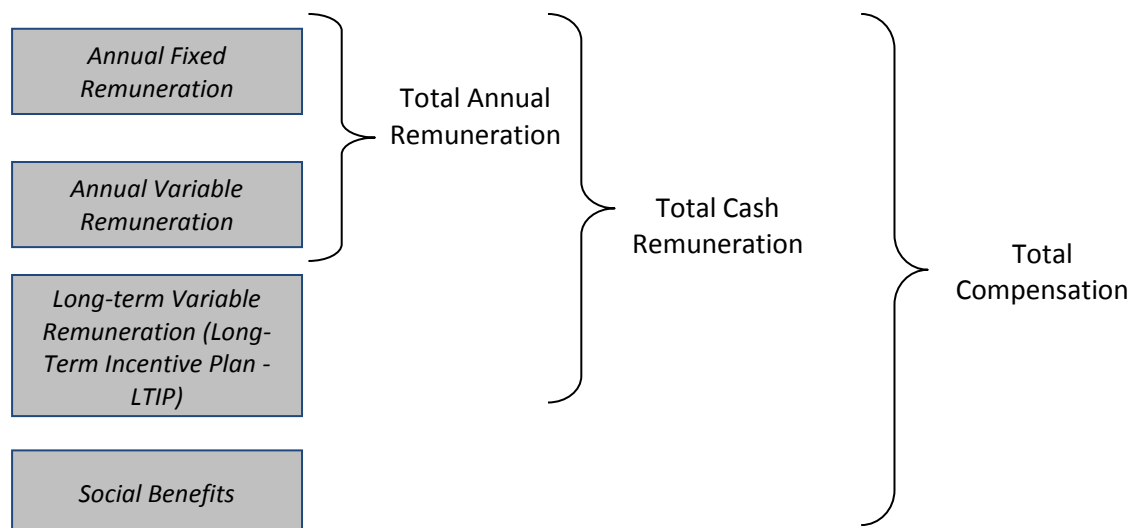 Annual Fixed
Remuneration
Total Annual
Remuneration
Annual Variable
Remuneration
Total Cash
Remuneration
Total
Compensation
Long-term Variable
Remuneration (Long-
Term Incentive Plan -
LTIP)
Social Benefits